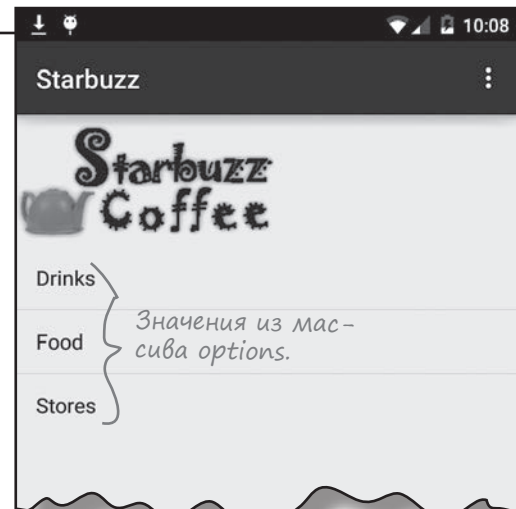 10:08
Starbuzz
Starbuzz
Coffee
Drinks
Food
Stores
Значения из мас-
сива options.